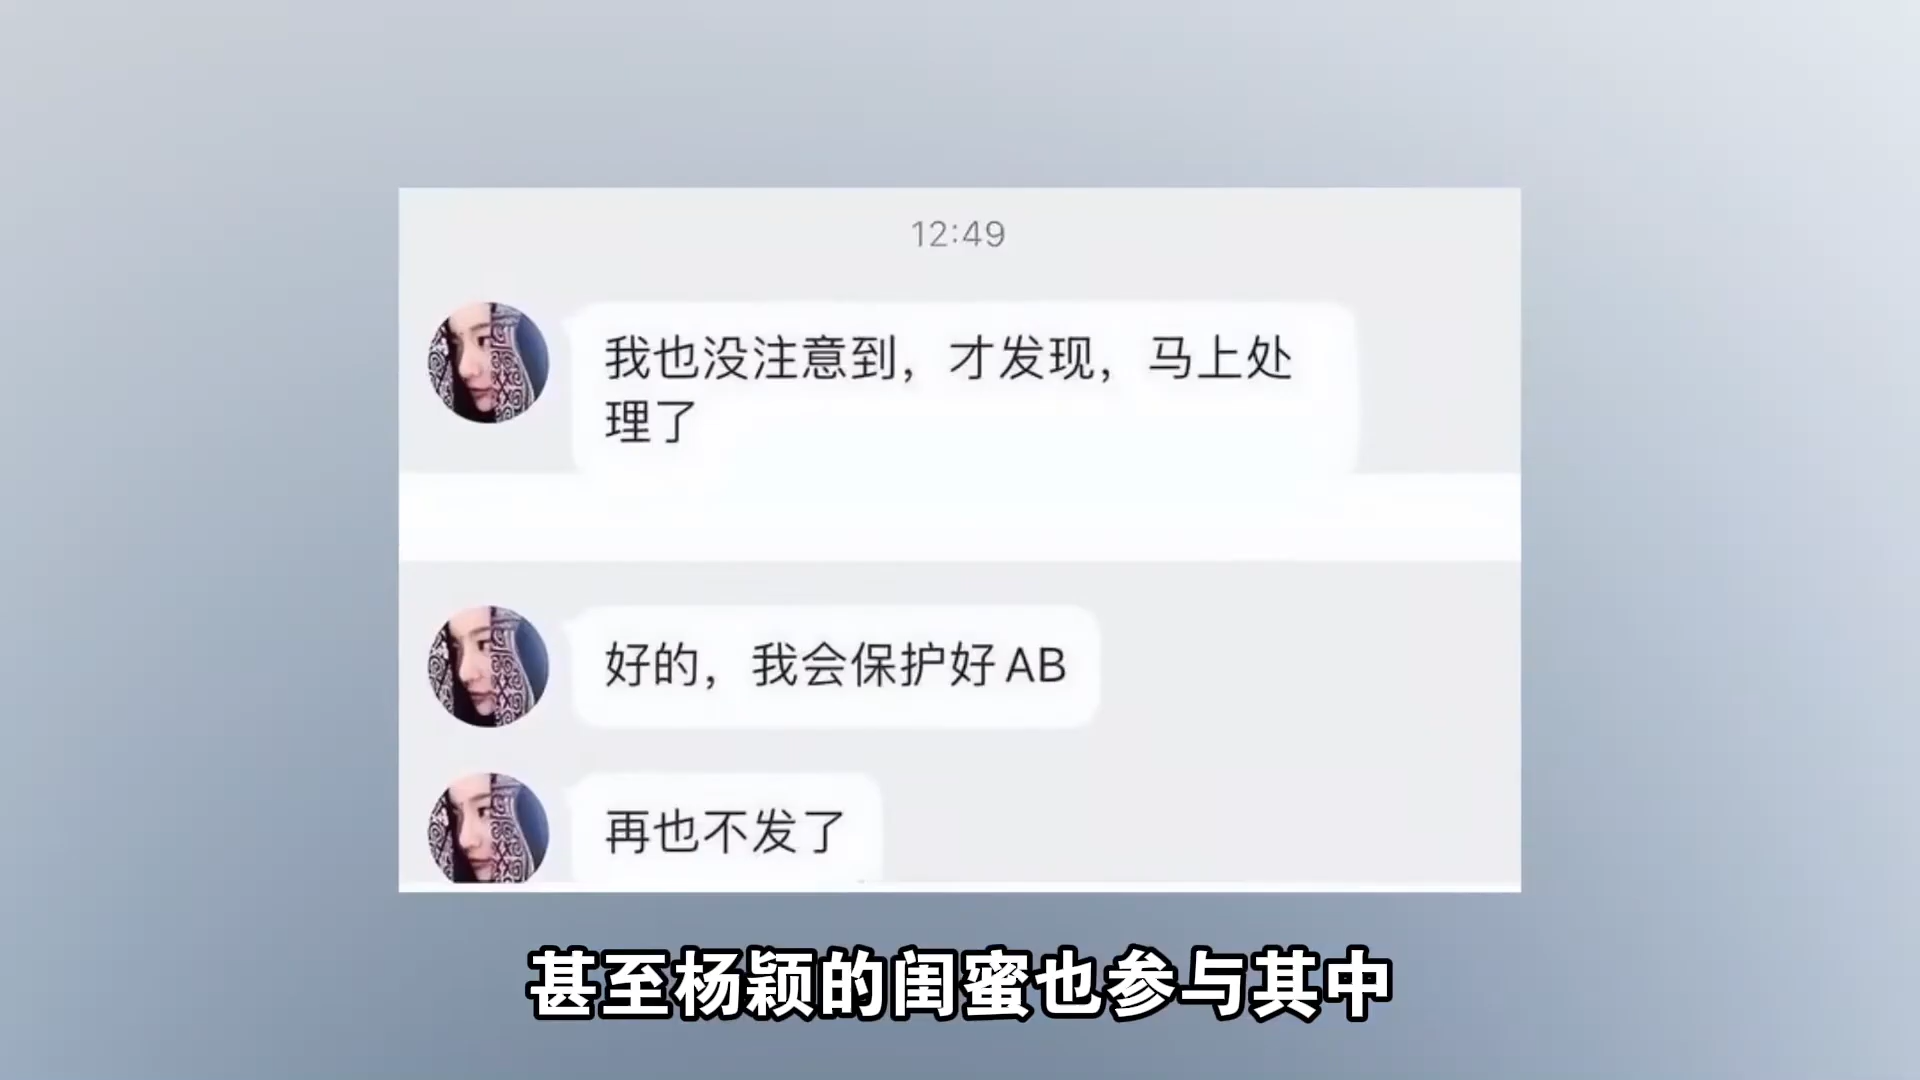 12:49
我也没注意到，才发现，马上处
理了
好的，我会保护好AB
再也不发了
甚至杨颖的闺蜜也参与其中